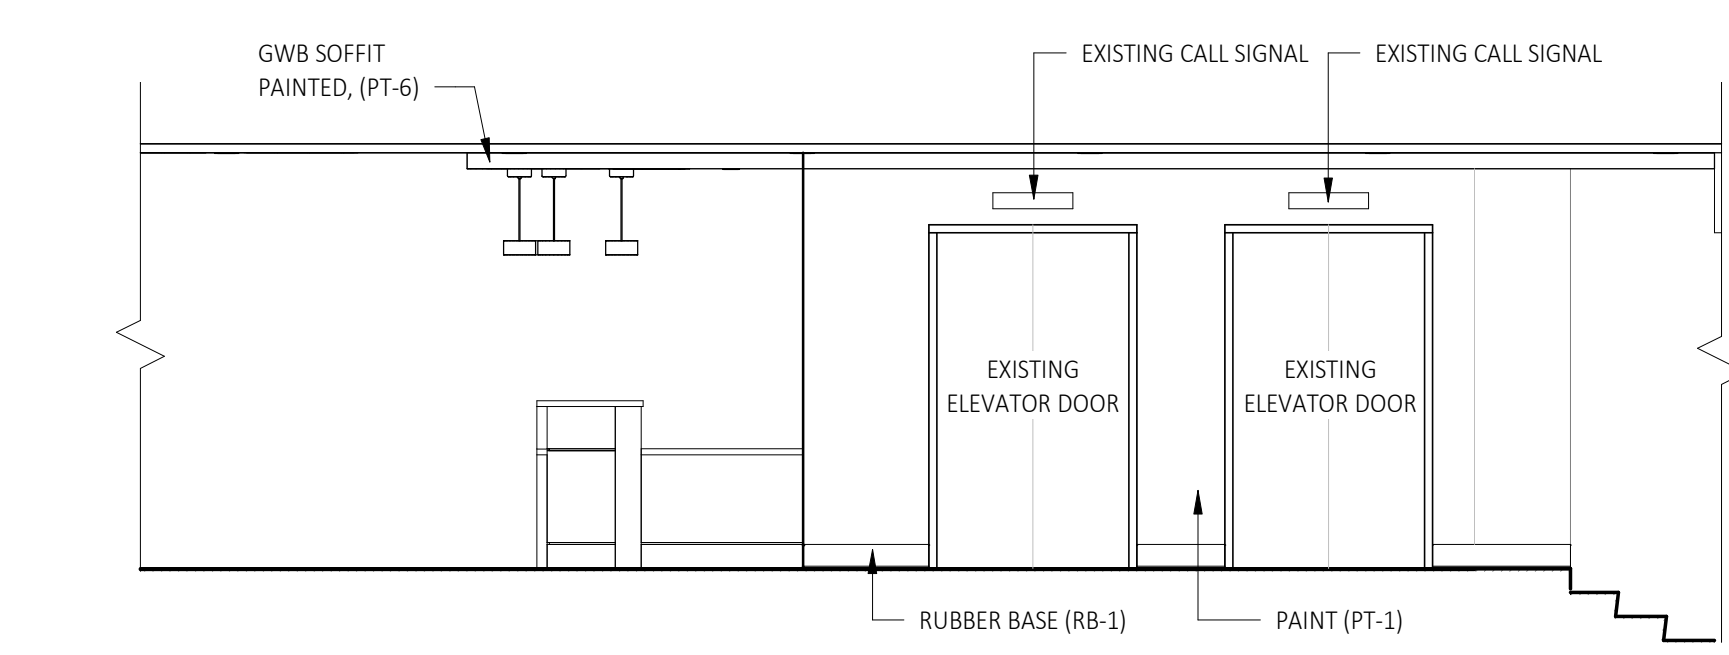 GWB SOFFIT
PAINTED, (PT-6)
EXISTING CALL SIGNAL
EXISTING CALL SIGNAL
EXISTING
ELEVATOR DOOR
EXISTING
ELEVATOR DOOR
RUBBER BASE (RB-1)
PAINT (PT-1)